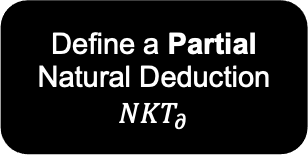 Define a Partial
Natural Deduction
NKT∂